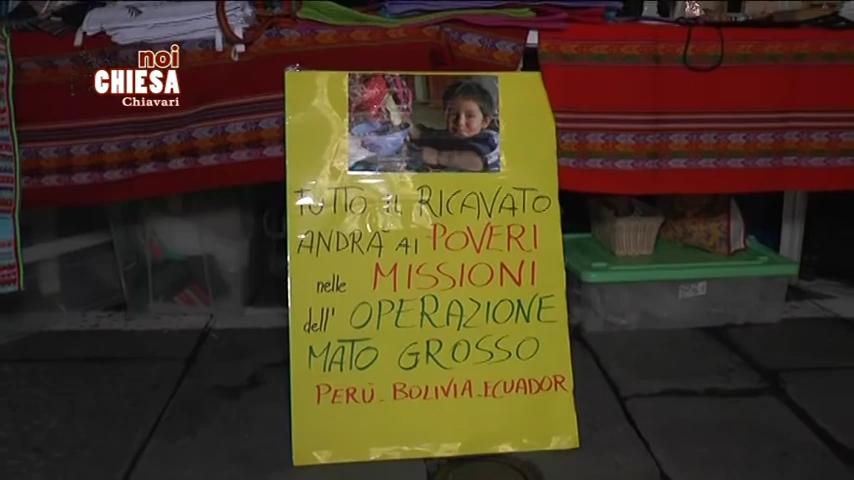 noi
CHIESA
Chiavari
TUTTO IL RICAVATO
ANDRÀ AI POVERI
nelle MISSIONI
dell' OPERAZIONE
MATO GROSSO
PERÙ - BOLIVIA - ECUADOR